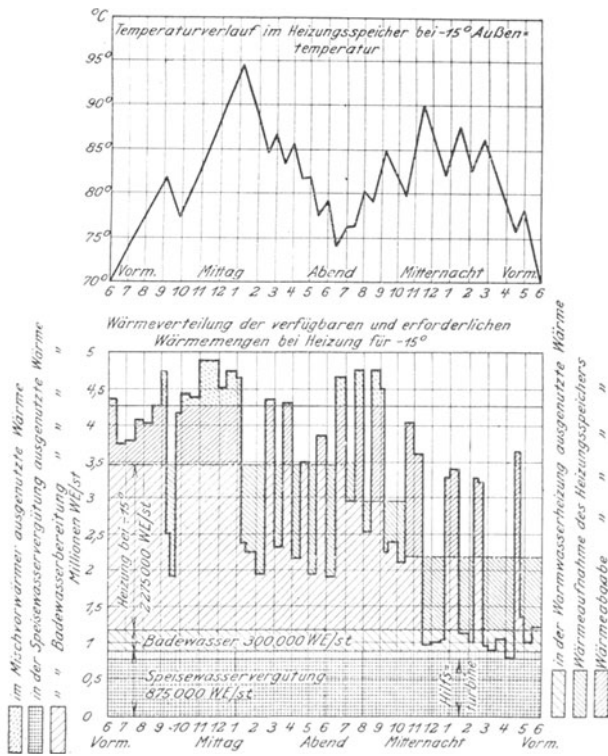 °C
Temperaturverlauf im Heizungsspeicher bei -15° Außen=
temperatur
95°
90°
85°
80°
75°
70°
Vorm. Mittag Abend Mitternacht Vorm.
6 7 8 9 10 11 12 1 2 3 4 5 6 7 8 9 10 11 12 1 2 3 4 5 6
Wärmeverteilung der verfügbaren und erforderlichen
Wärmemengen bei Heizung für -15°
5
4,5
4
3,5
3
2,5
2
1,5
1
0,5
0
Millionen WE/st
Heizung bei -15°
2275000 WE/st
Badewasser 300,000 WE/st
Speisewasservergütung
875000 WE/st
Hilfs=
turbine
6 7 8 9 10 11 12 1 2 3 4 5 6 7 8 9 10 11 12 1 2 3 4 5 6
Vorm. Mittag Abend Mitternacht Vorm.
im Mischvorwärmer ausgenutzte Wärme
in der Speisewasservergütung ausgenutzte Wärme
" " Badewasserbereitung " "
in der Warmwasserheizung ausgenutzte Wärme
Wärmeaufnahme des Heizungsspeichers
Wärmeabgabe " "